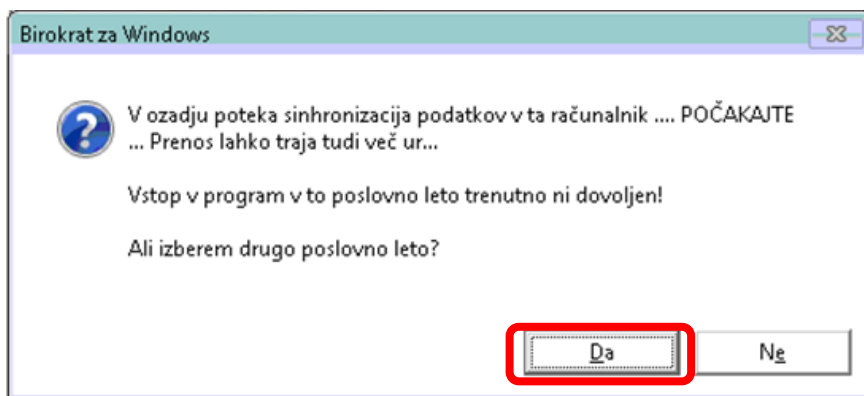 Birokrat za Windows
V ozadju poteka sinhronizacija podatkov v ta računalnik .... POČAKAJTE
... Prenos lahko traja tudi več ur...
Vstop v program v to poslovno leto trenutno ni dovoljen!
Ali izberem drugo poslovno leto?
Da
Ne